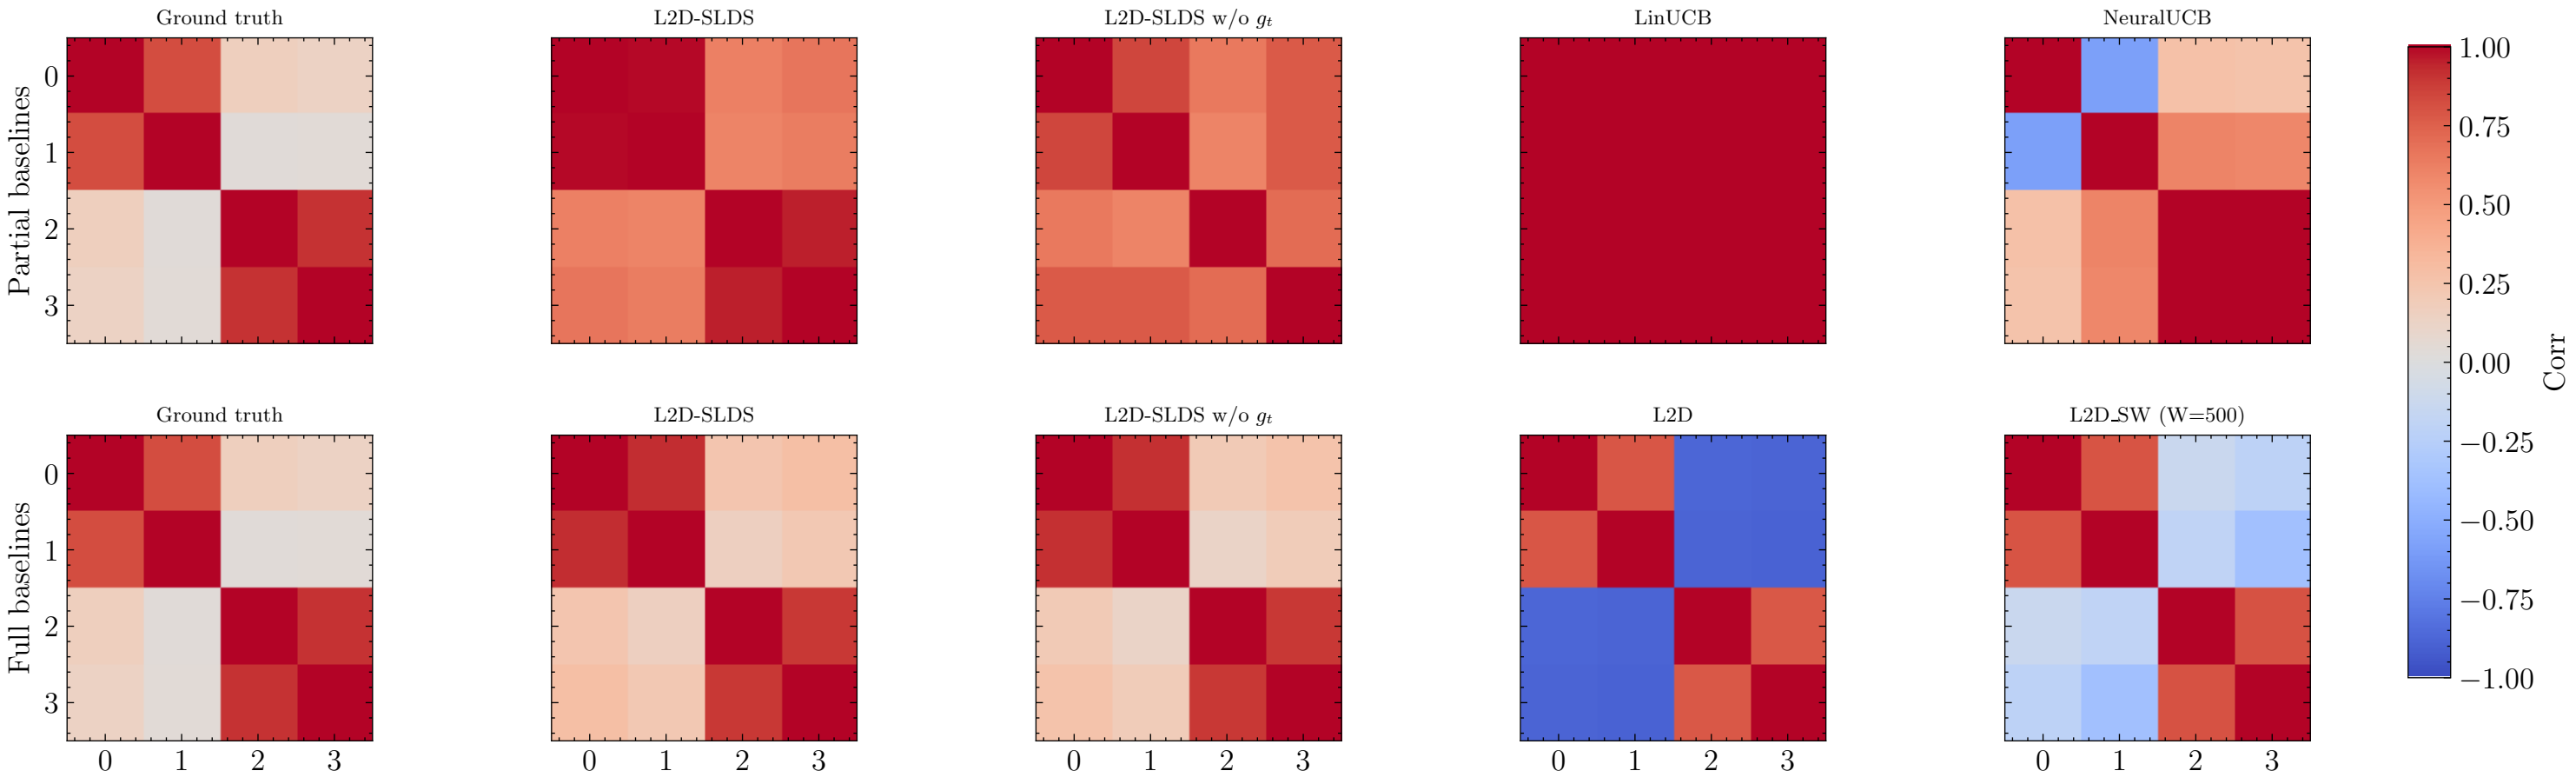 Ground truth
L2D-SLDS
L2D-SLDS w/o gₜ
LinUCB
NeuralUCB
Partial baselines
0
1
2
3
1.00
0.75
0.50
0.25
0.00
−0.25
−0.50
−0.75
−1.00
Corr
Ground truth
L2D-SLDS
L2D-SLDS w/o gₜ
L2D
L2D_SW (W=500)
Full baselines
0
1
2
3
0 1 2 3
0 1 2 3
0 1 2 3
0 1 2 3
0 1 2 3